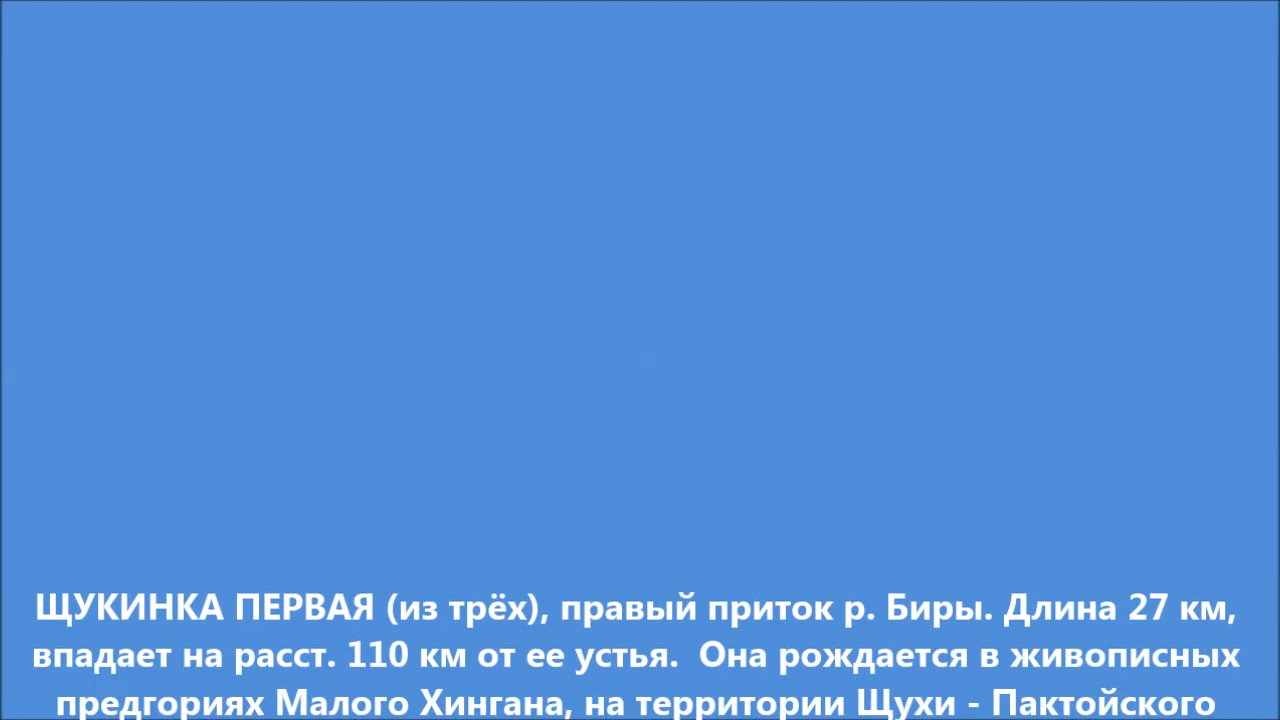 ЩУКИНКА ПЕРВАЯ (из трёх), правый приток р. Биры. Длина 27 км,
впадает на расст. 110 км от ее устья.  Она рождается в живописных
предгориях Малого Хингана, на территории Щухи - Пактойского